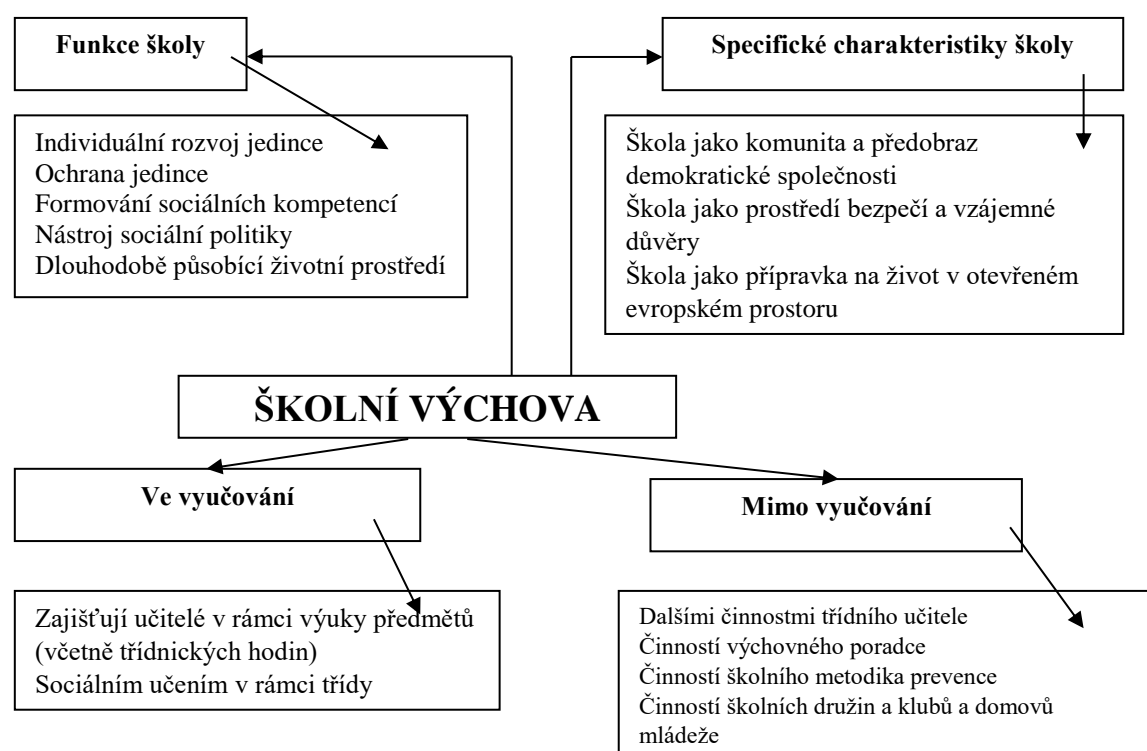 Funkce školy
Specifické charakteristiky školy
Individuální rozvoj jedince
Ochrana jedince
Formování sociálních kompetencí
Nástroj sociální politiky
Dlouhodobě působící životní prostředí
Škola jako komunita a předobraz
demokratické společnosti
Škola jako prostředí bezpečí a vzájemné
důvěry
Škola jako přípravka na život v otevřeném
evropském prostoru
ŠKOLNÍ VÝCHOVA
Ve vyučování
Mimo vyučování
Zajišťují učitelé v rámci výuky předmětů
(včetně třídnických hodin)
Sociálním učením v rámci třídy
Dalšími činnostmi třídního učitele
Činností výchovného poradce
Činností školního metodika prevence
Činností školních družin a klubů a domovů
mládeže